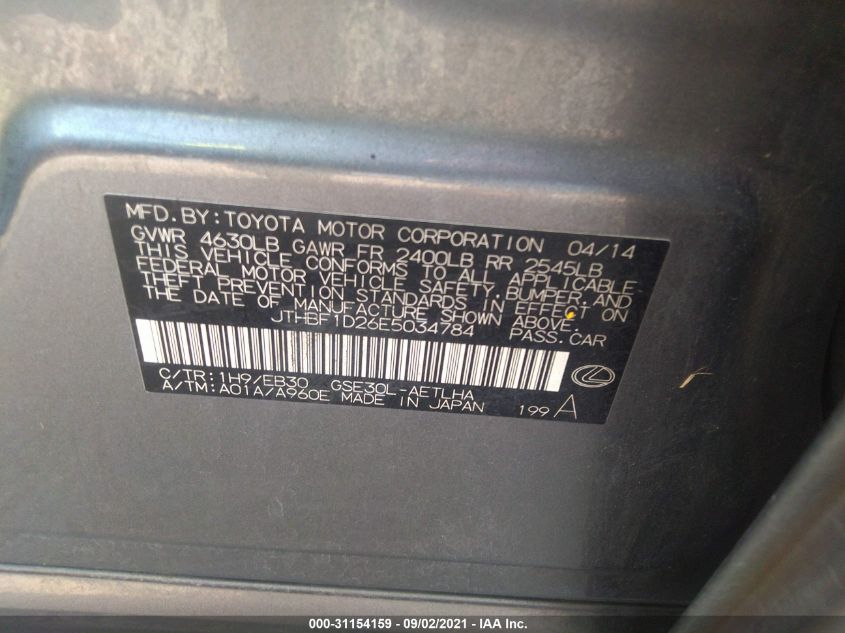 MFD.BY:TOYOTA MOTOR CORPORATION 04/14
GVWR 4630LB GAWR FR 2400LB RR 2545LB
THIS VEHICLE CONFORMS TO ALL APPLICABLE
FEDERAL MOTOR VEHICLE SAFETY,BUMPER,AND
THEFT PREVENTION STANDARDS IN EFFECT ON
THE DATE OF MANUFACTURE SHOWN ABOVE.
JTHBF1D26E5034784 PASS.CAR
C/TR:1H9/EB30 GSE30L-AETLHA
A/TM:A01A/A960E MADE IN JAPAN 199 A
000-31154159 - 09/02/2021 - IAA Inc.